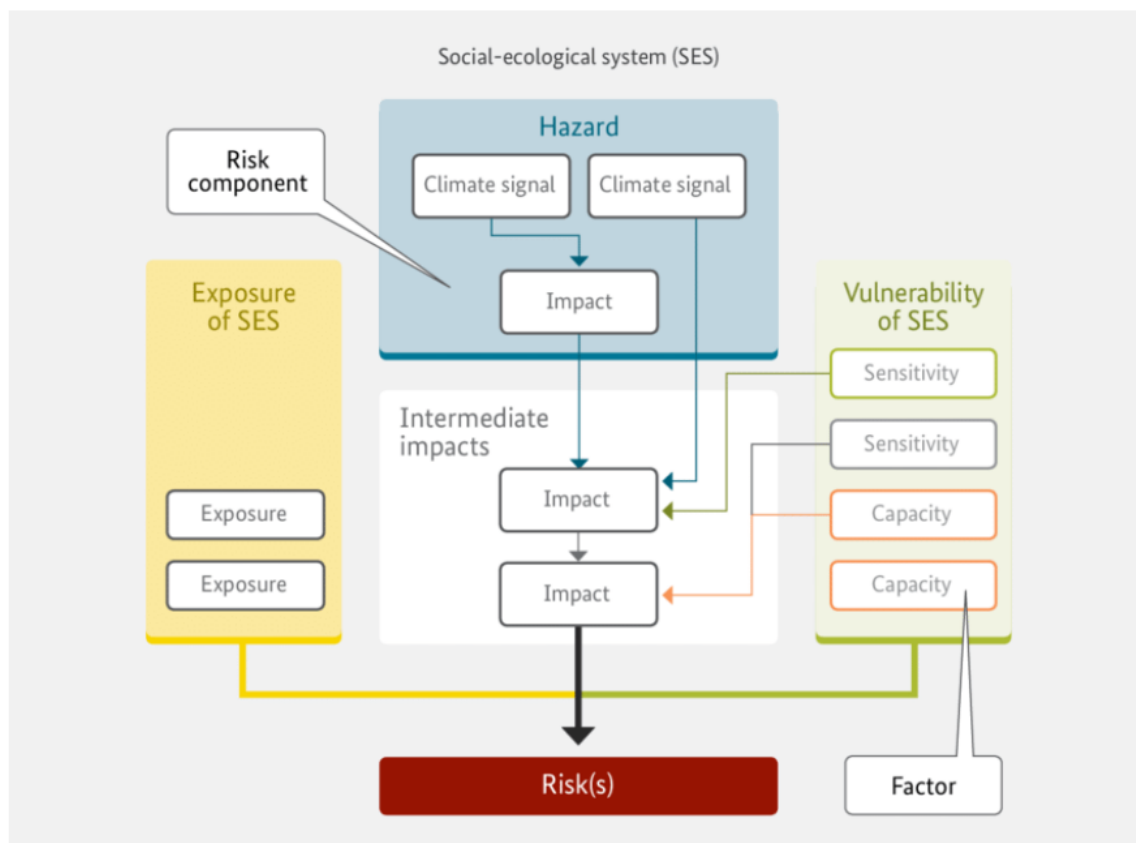 Social-ecological system (SES)
Hazard
Risk
component
Climate signal
Climate signal
Impact
Exposure
of SES
Vulnerability
of SES
Sensitivity
Intermediate
impacts
Sensitivity
Impact
Exposure
Capacity
Exposure
Impact
Capacity
Risk(s)
Factor